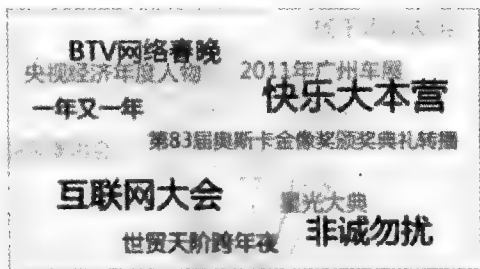 BTV网络春晚
央视经济年度人物
2011年广州车展
快乐大本营
一年又一年
第83届奥斯卡金像奖颁奖典礼转播
互联网大会
星光大典
非诚勿扰
世贸天阶跨年夜